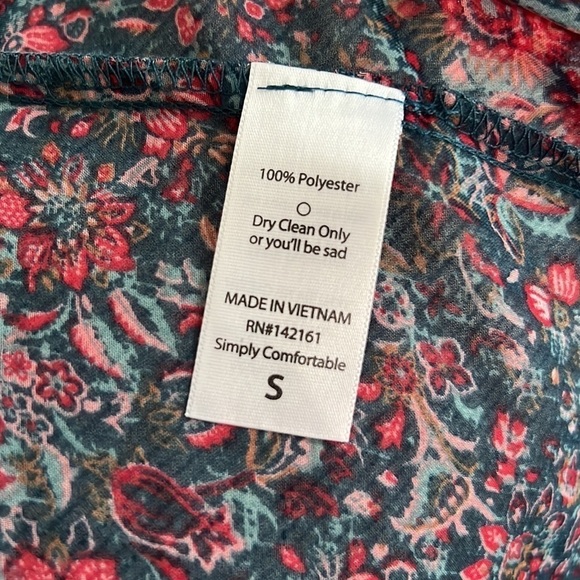 100% Polyester
Dry Clean Only
or you'll be sad
MADE IN VIETNAM
RN#142161
Simply Comfortable
S